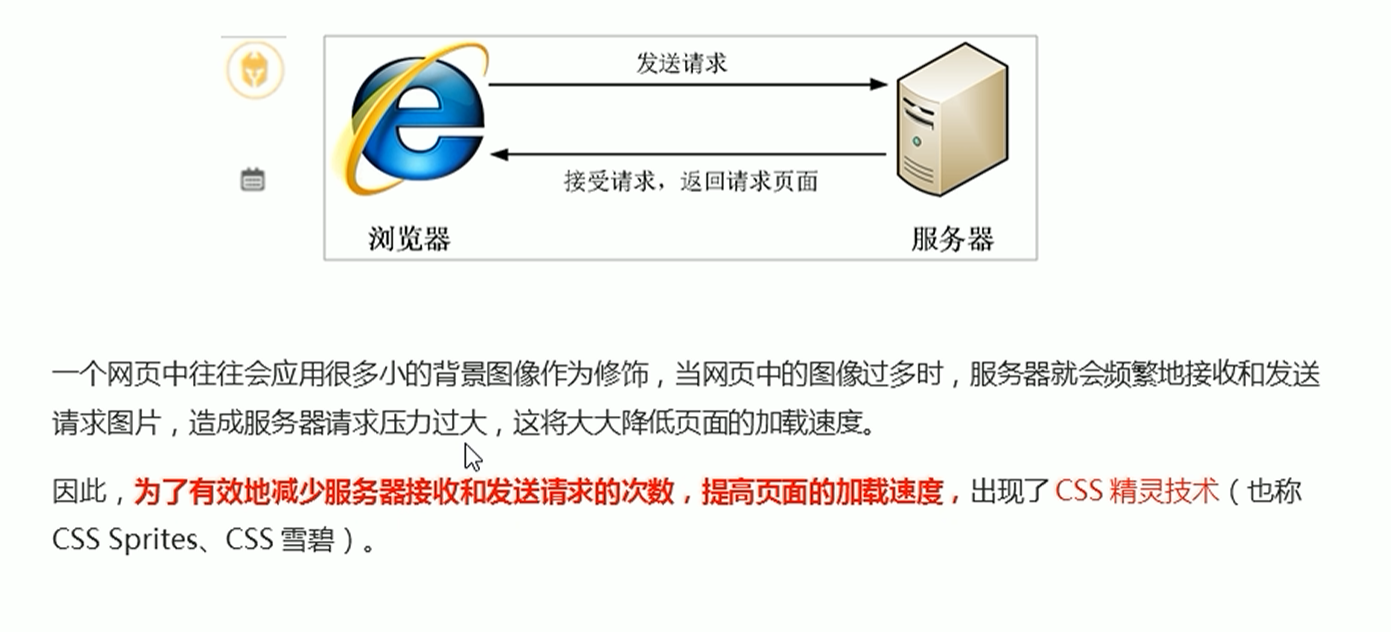 发送请求
接受请求，返回请求页面
浏览器
服务器
一个网页中往往会应用很多小的背景图像作为修饰，当网页中的图像过多时，服务器就会频繁地接收和发送
请求图片，造成服务器请求压力过大，这将大大降低页面的加载速度。
因此，为了有效地减少服务器接收和发送请求的次数，提高页面的加载速度，出现了 CSS 精灵技术（也称
CSS Sprites、CSS 雪碧）。